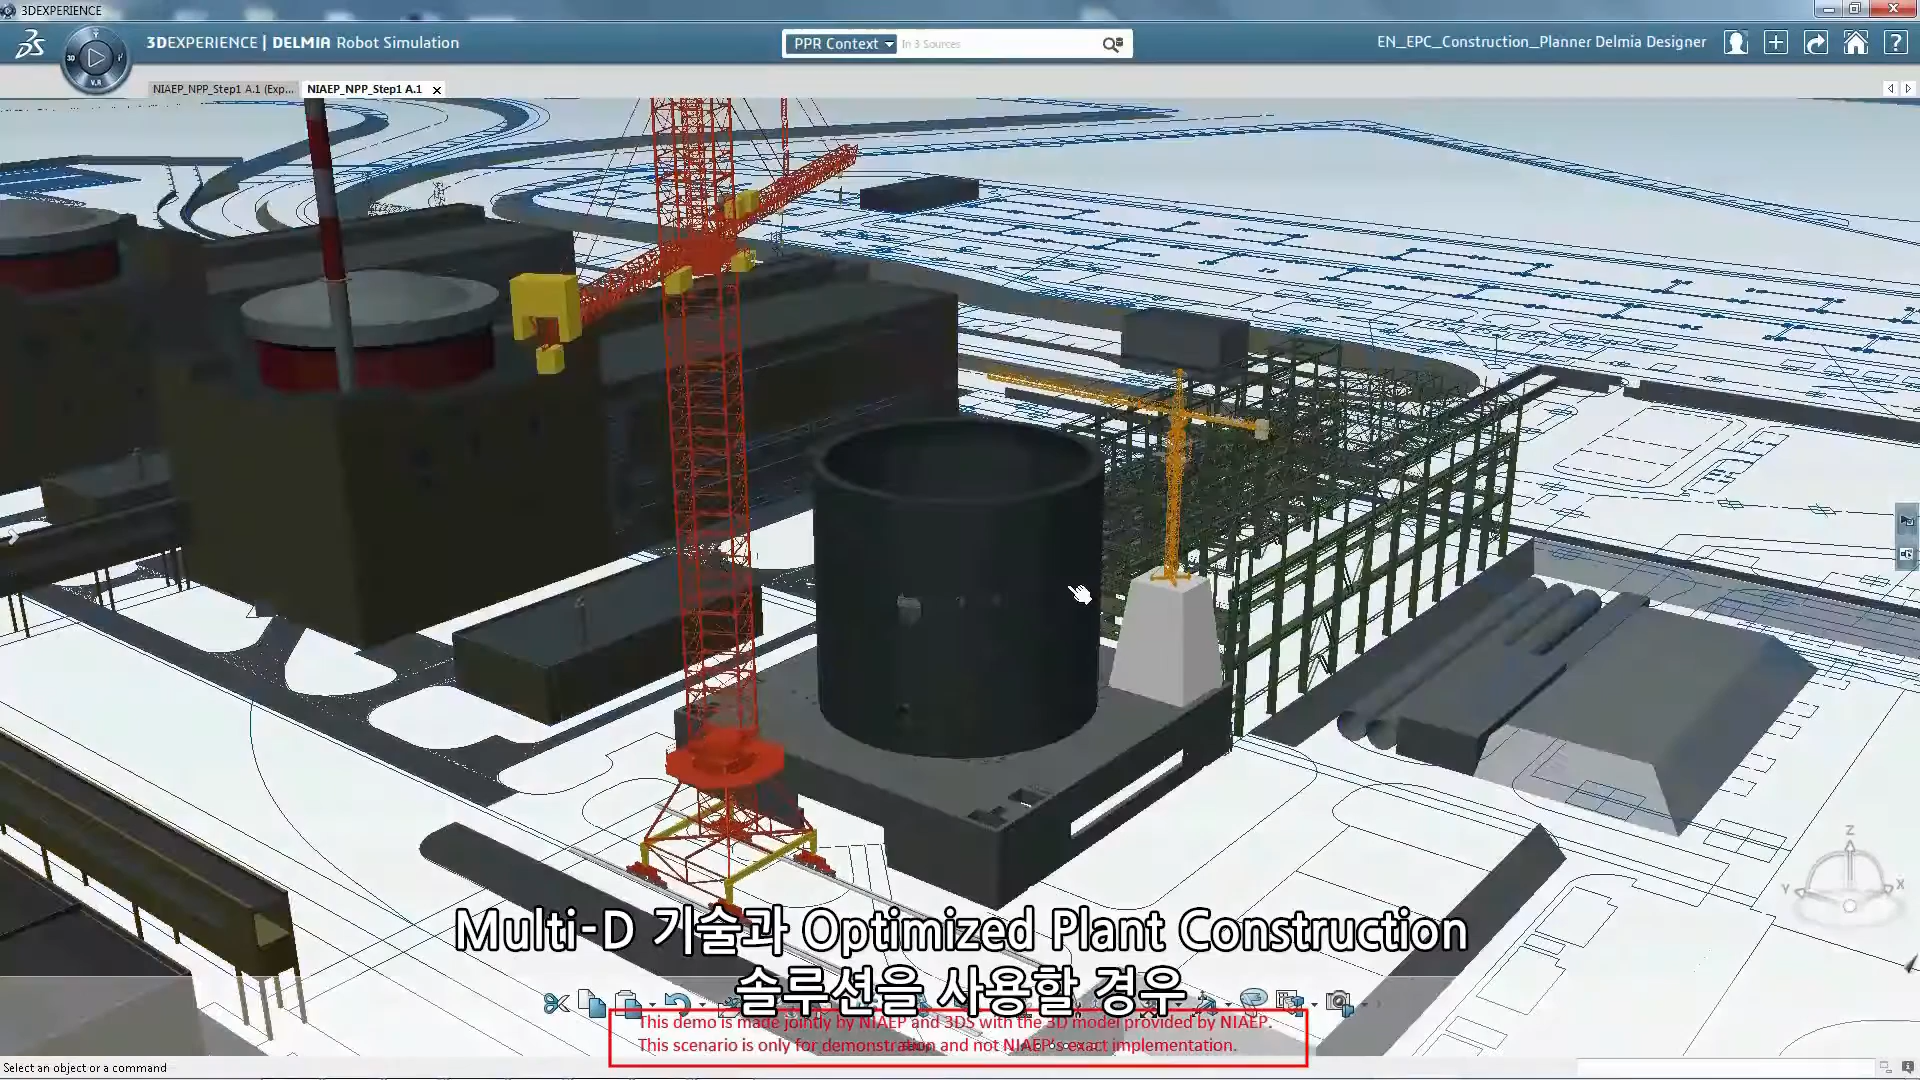 3DEXPERIENCE
3DEXPERIENCE | DELMIA Robot Simulation
PPR Context
In 3 Sources
EN_EPC_Construction_Planner Delmia Designer
3D
V.R
NIAEP_NPP_Step1 A.1 (Exp...
NIAEP_NPP_Step1 A.1
Z
Y
X
Multi-D 기술과 Optimized Plant Construction
솔루션을 사용할 경우
This demo is made jointly by NIAEP and 3DS with the 3D model provided by NIAEP.
This scenario is only for demonstration and not NIAEP's exact implementation.
Select an object or a command